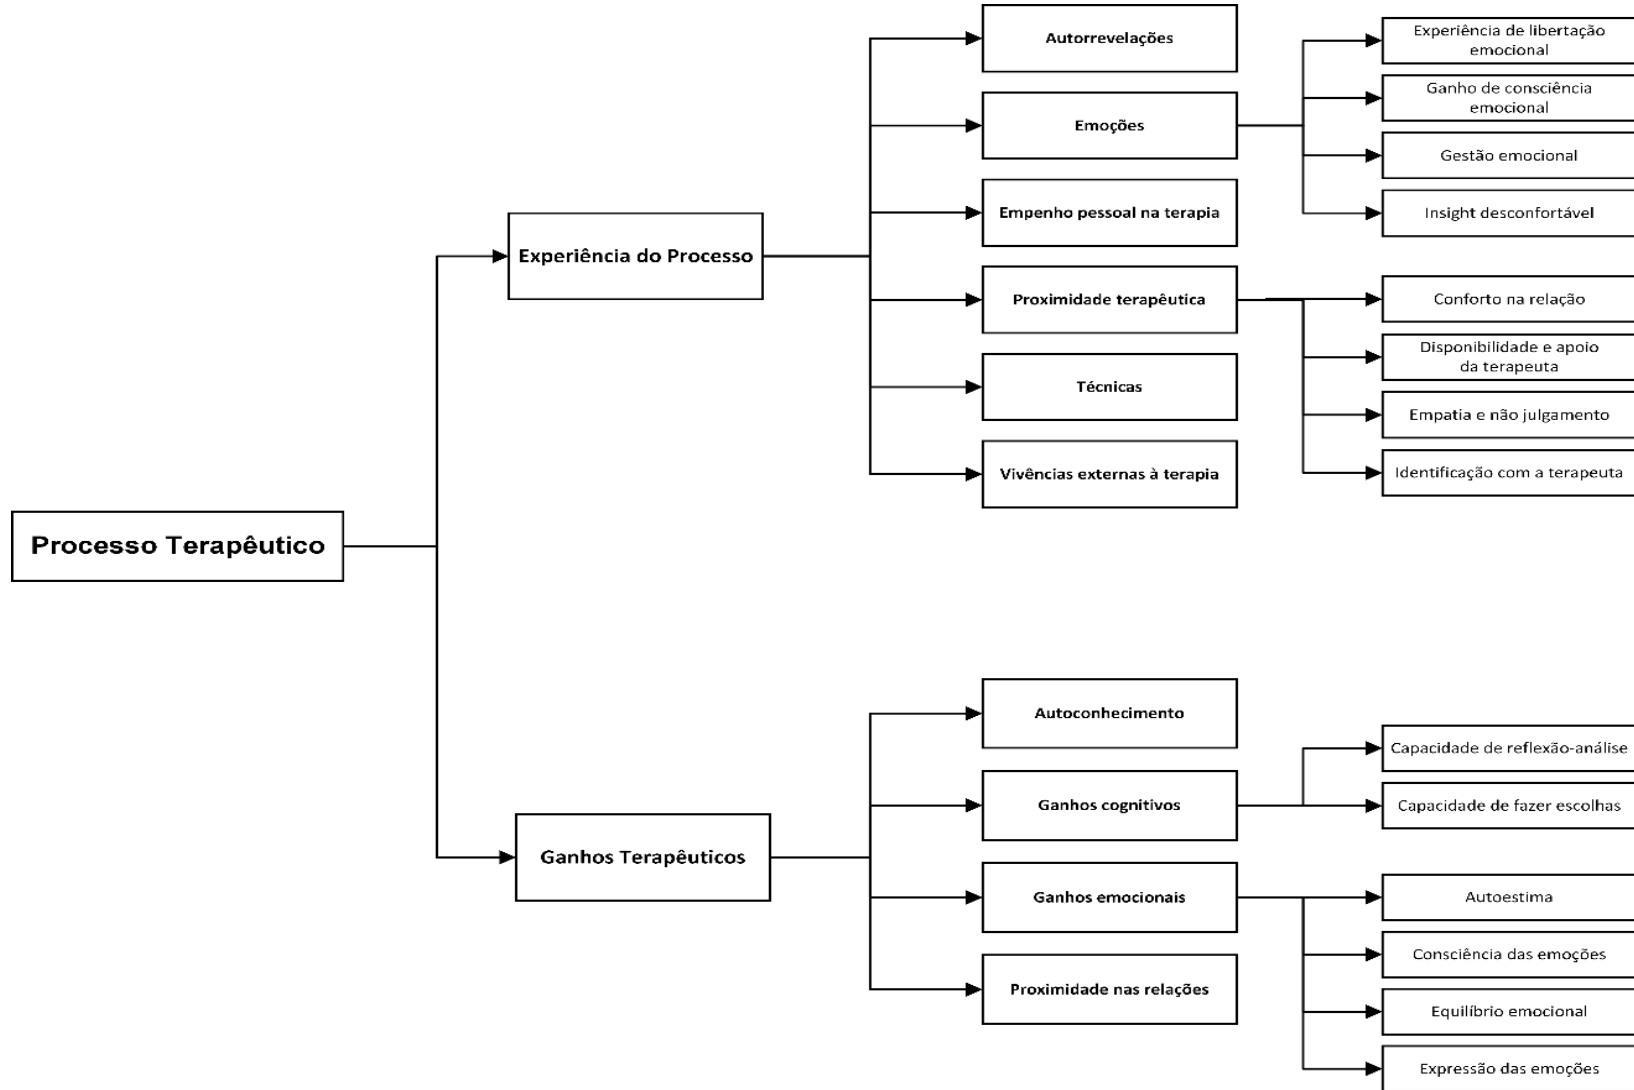 Processo Terapêutico
Experiência do Processo
Autorrevelações
Emoções
Experiência de libertação
emocional
Ganho de consciência
emocional
Gestão emocional
Insight desconfortável
Empenho pessoal na terapia
Proximidade terapêutica
Conforto na relação
Disponibilidade e apoio
da terapeuta
Empatia e não julgamento
Identificação com a terapeuta
Técnicas
Vivências externas à terapia
Ganhos Terapêuticos
Autoconhecimento
Ganhos cognitivos
Capacidade de reflexão-análise
Capacidade de fazer escolhas
Ganhos emocionais
Autoestima
Consciência das emoções
Equilíbrio emocional
Expressão das emoções
Proximidade nas relações